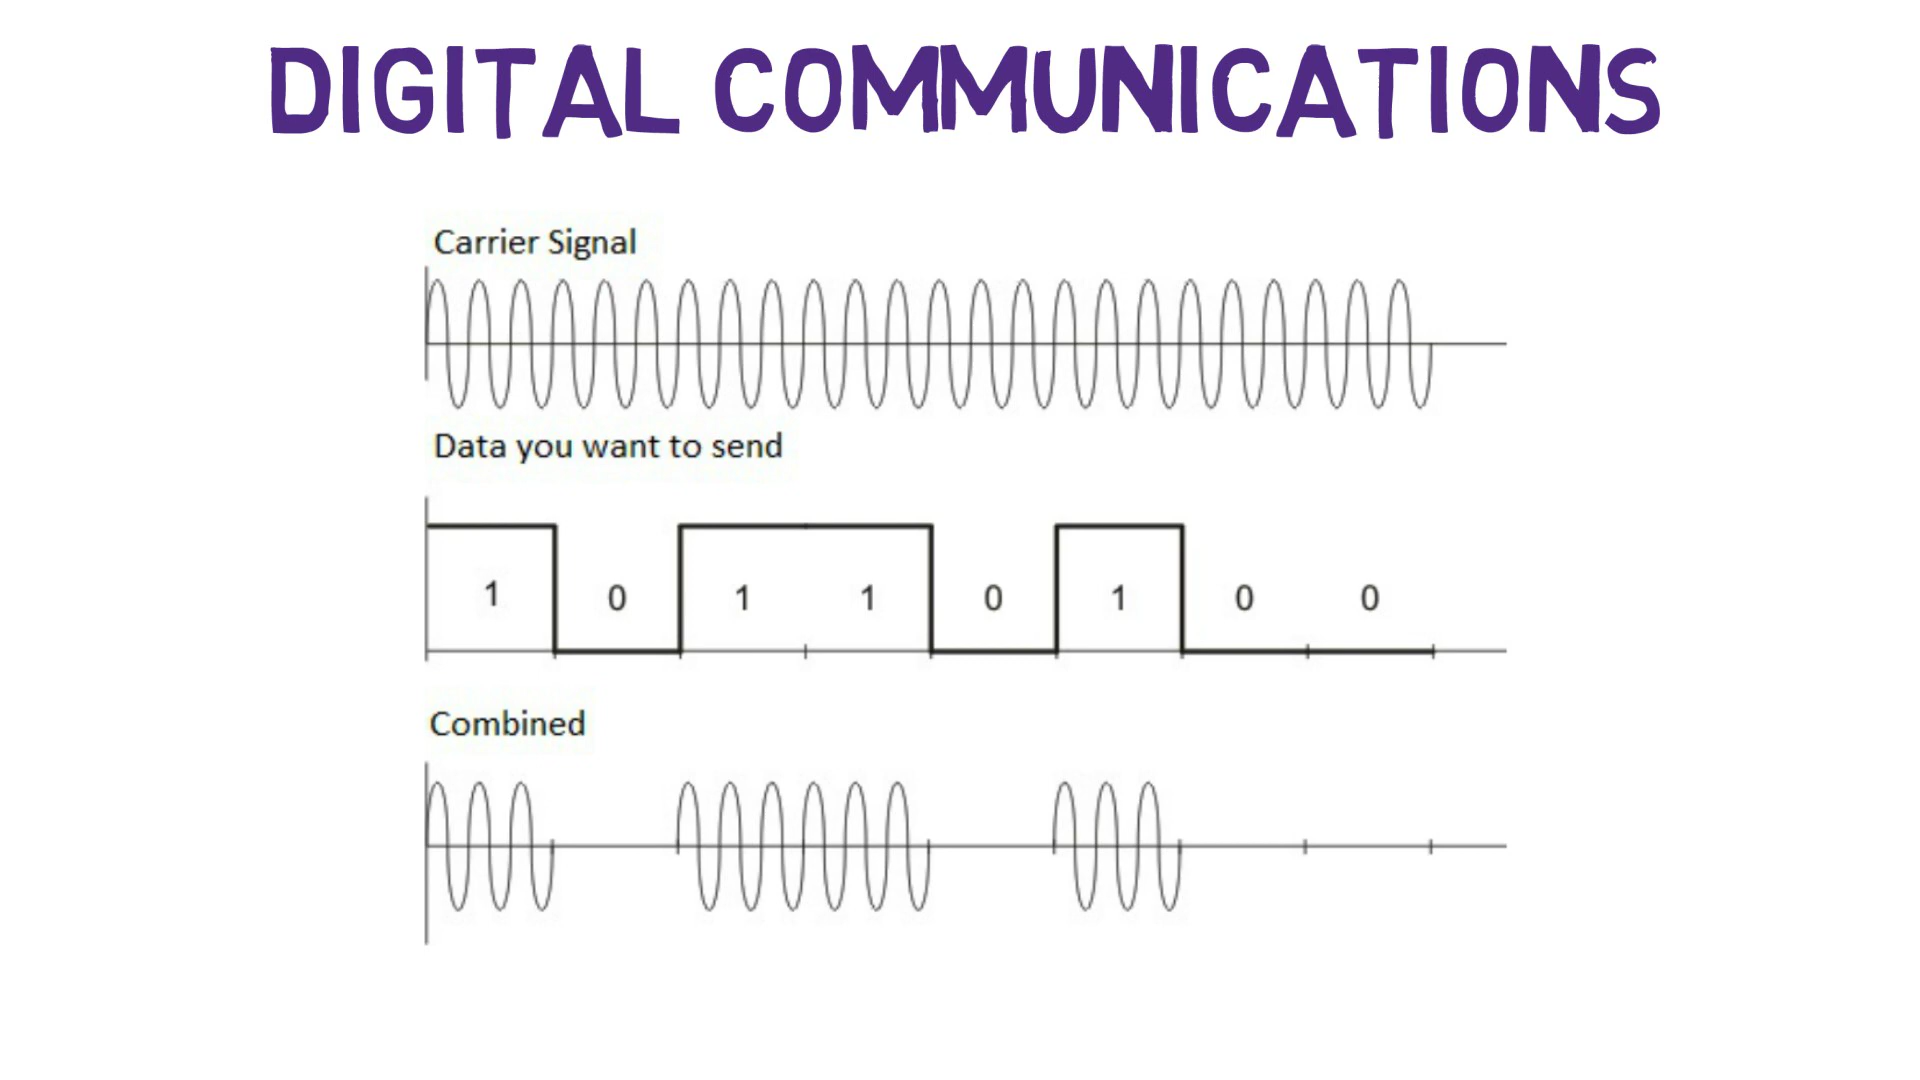 DIGITAL COMMUNICATIONS
Carrier Signal
Data you want to send
1 0 1 1 0 1 0 0
Combined